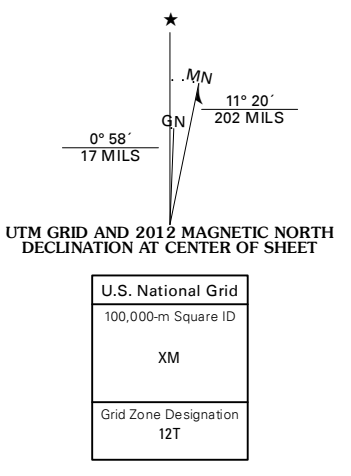 ★
MN
11° 20´
202 MILS
GN
0° 58´
17 MILS
UTM GRID AND 2012 MAGNETIC NORTH
DECLINATION AT CENTER OF SHEET
U.S. National Grid
100,000-m Square ID
XM
Grid Zone Designation
12T